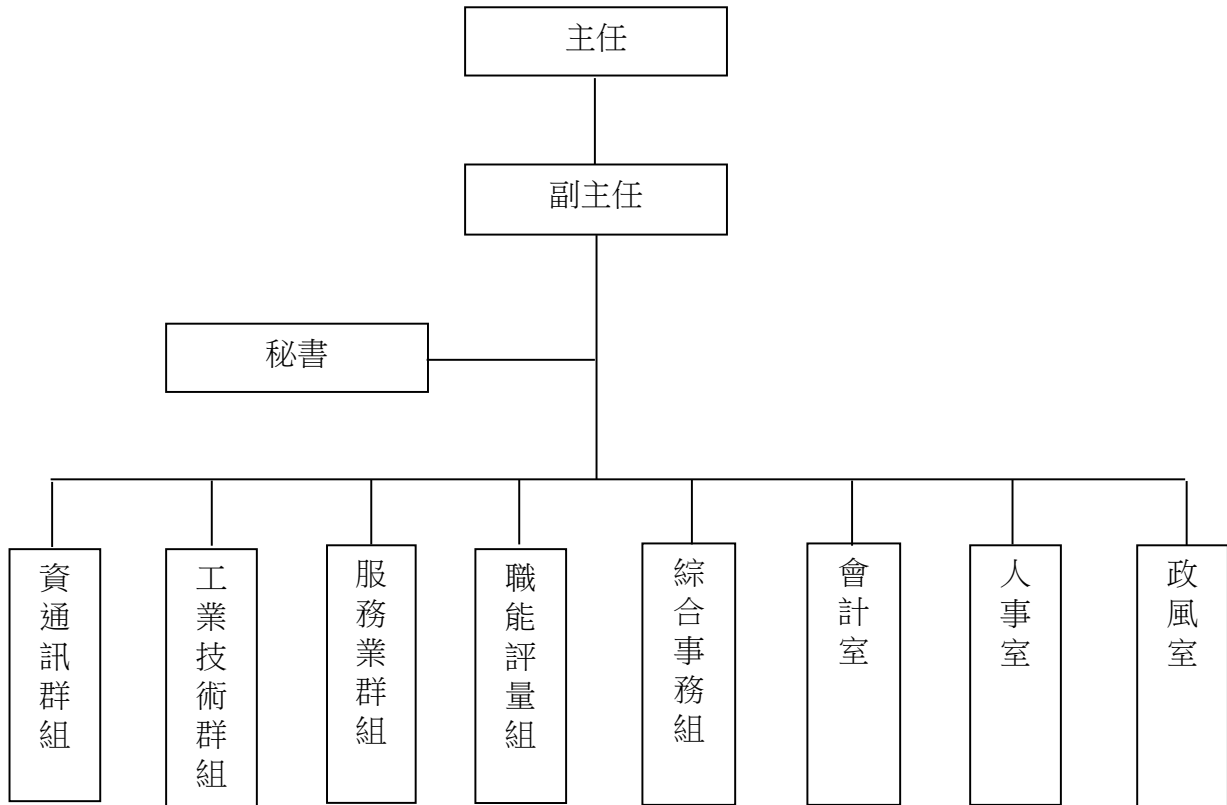 主任
副主任
秘書
資通訊群組
工業技術群組
服務業群組
職能評量組
綜合事務組
會計室
人事室
政風室